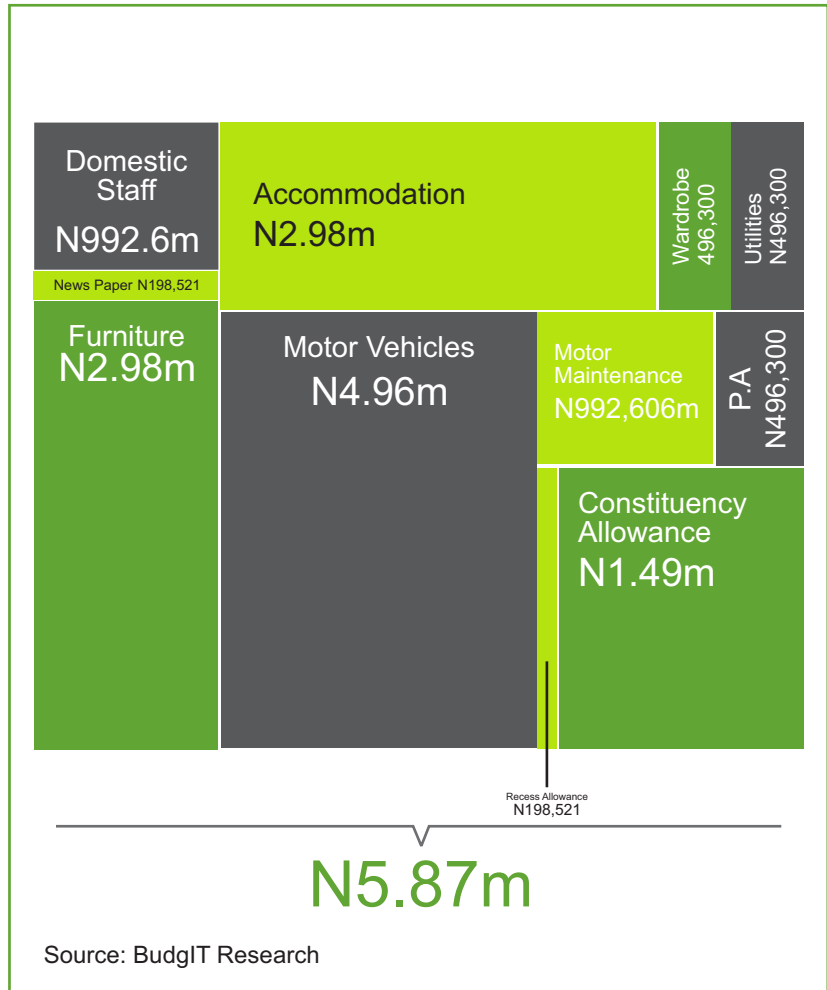 Domestic
Staff
N992.6m
Accommodation
N2.98m
Wardrobe
496,300
Utilities
N496,300
News Paper N198,521
Furniture
N2.98m
Motor Vehicles
N4.96m
Motor
Maintenance
N992,606m
P.A
N496,300
Constituency
Allowance
N1.49m
Recess Allowance
N198,521
N5.87m
Source: BudgIT Research